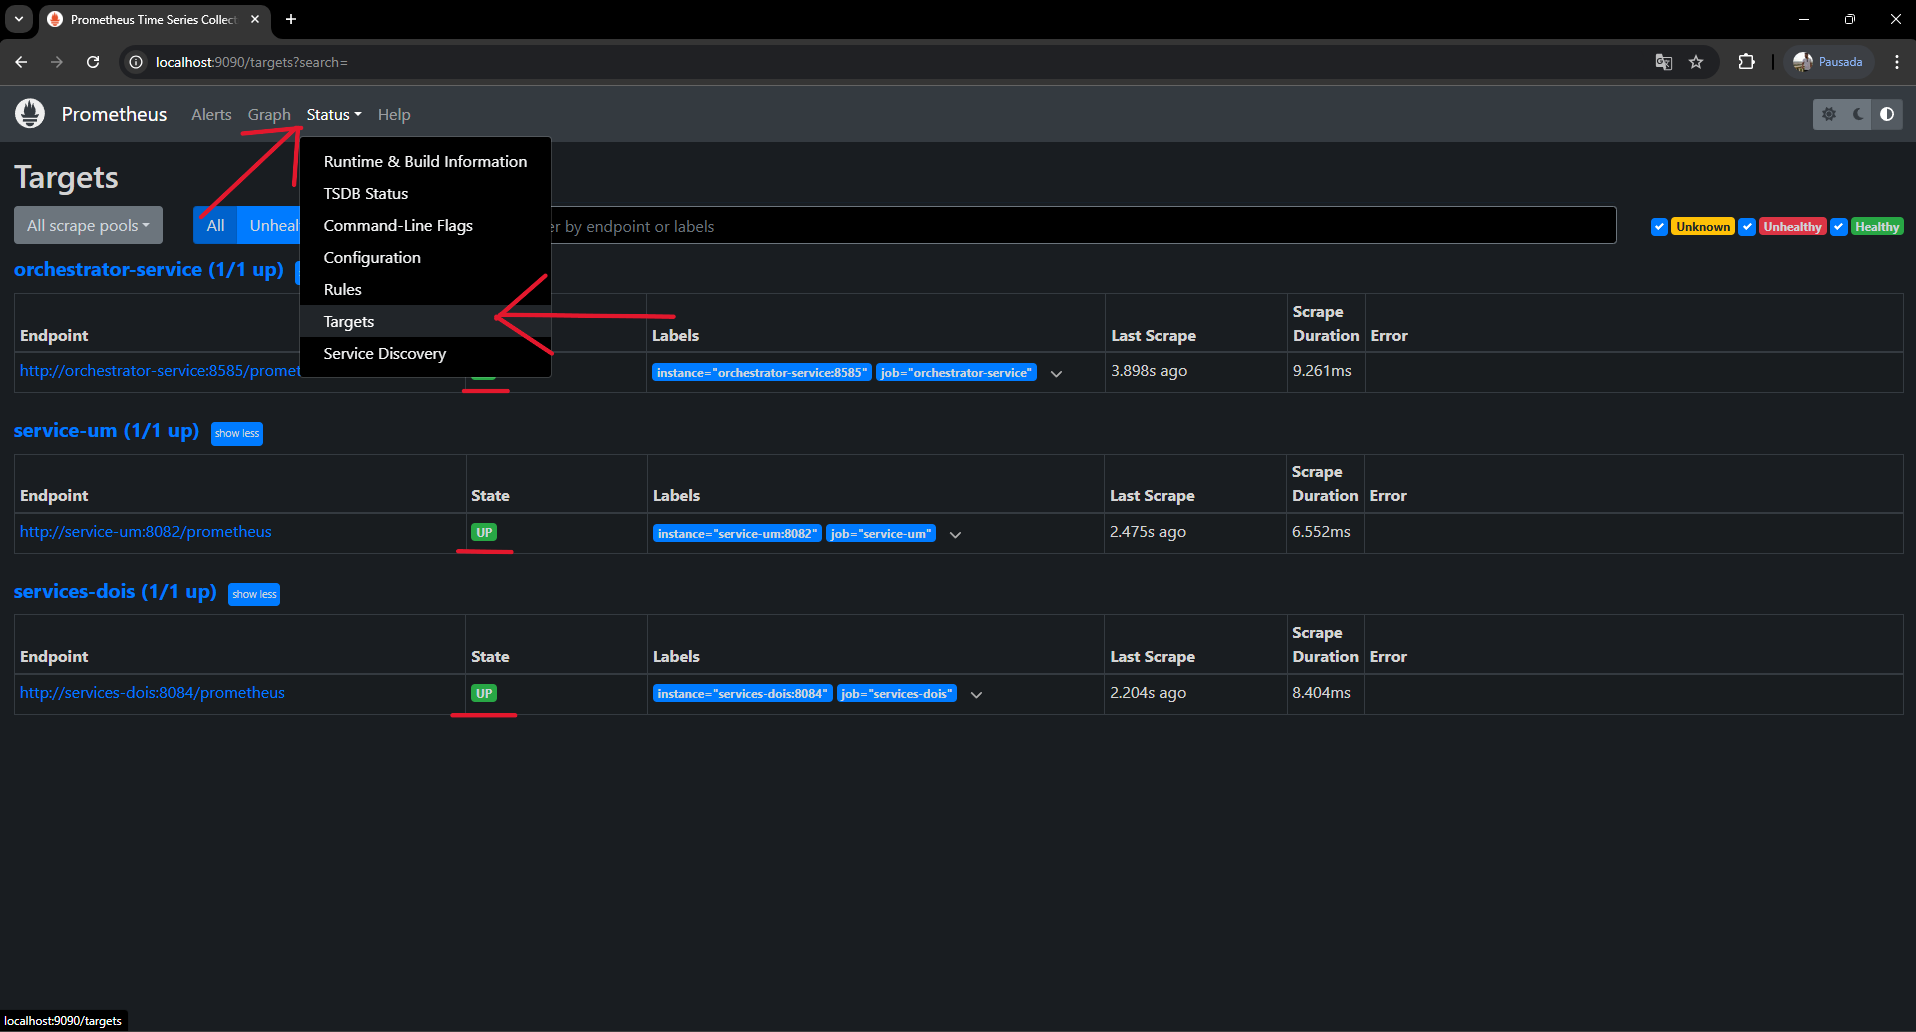 Prometheus Time Series Collect
localhost:9090/targets?search=
Pausada
Prometheus Alerts Graph Status Help
Runtime & Build Information
TSDB Status
Command-Line Flags
Configuration
Rules
Targets
Service Discovery
Targets
All scrape pools All Unheal er by endpoint or labels Unknown Unhealthy Healthy
orchestrator-service (1/1 up)
Endpoint Labels Last Scrape Scrape Duration Error
http://orchestrator-service:8585/promet instance="orchestrator-service:8585" job="orchestrator-service" 3.898s ago 9.261ms
service-um (1/1 up) show less
Endpoint State Labels Last Scrape Scrape Duration Error
http://service-um:8082/prometheus UP instance="service-um:8082" job="service-um" 2.475s ago 6.552ms
services-dois (1/1 up) show less
Endpoint State Labels Last Scrape Scrape Duration Error
http://services-dois:8084/prometheus UP instance="services-dois:8084" job="services-dois" 2.204s ago 8.404ms
localhost:9090/targets